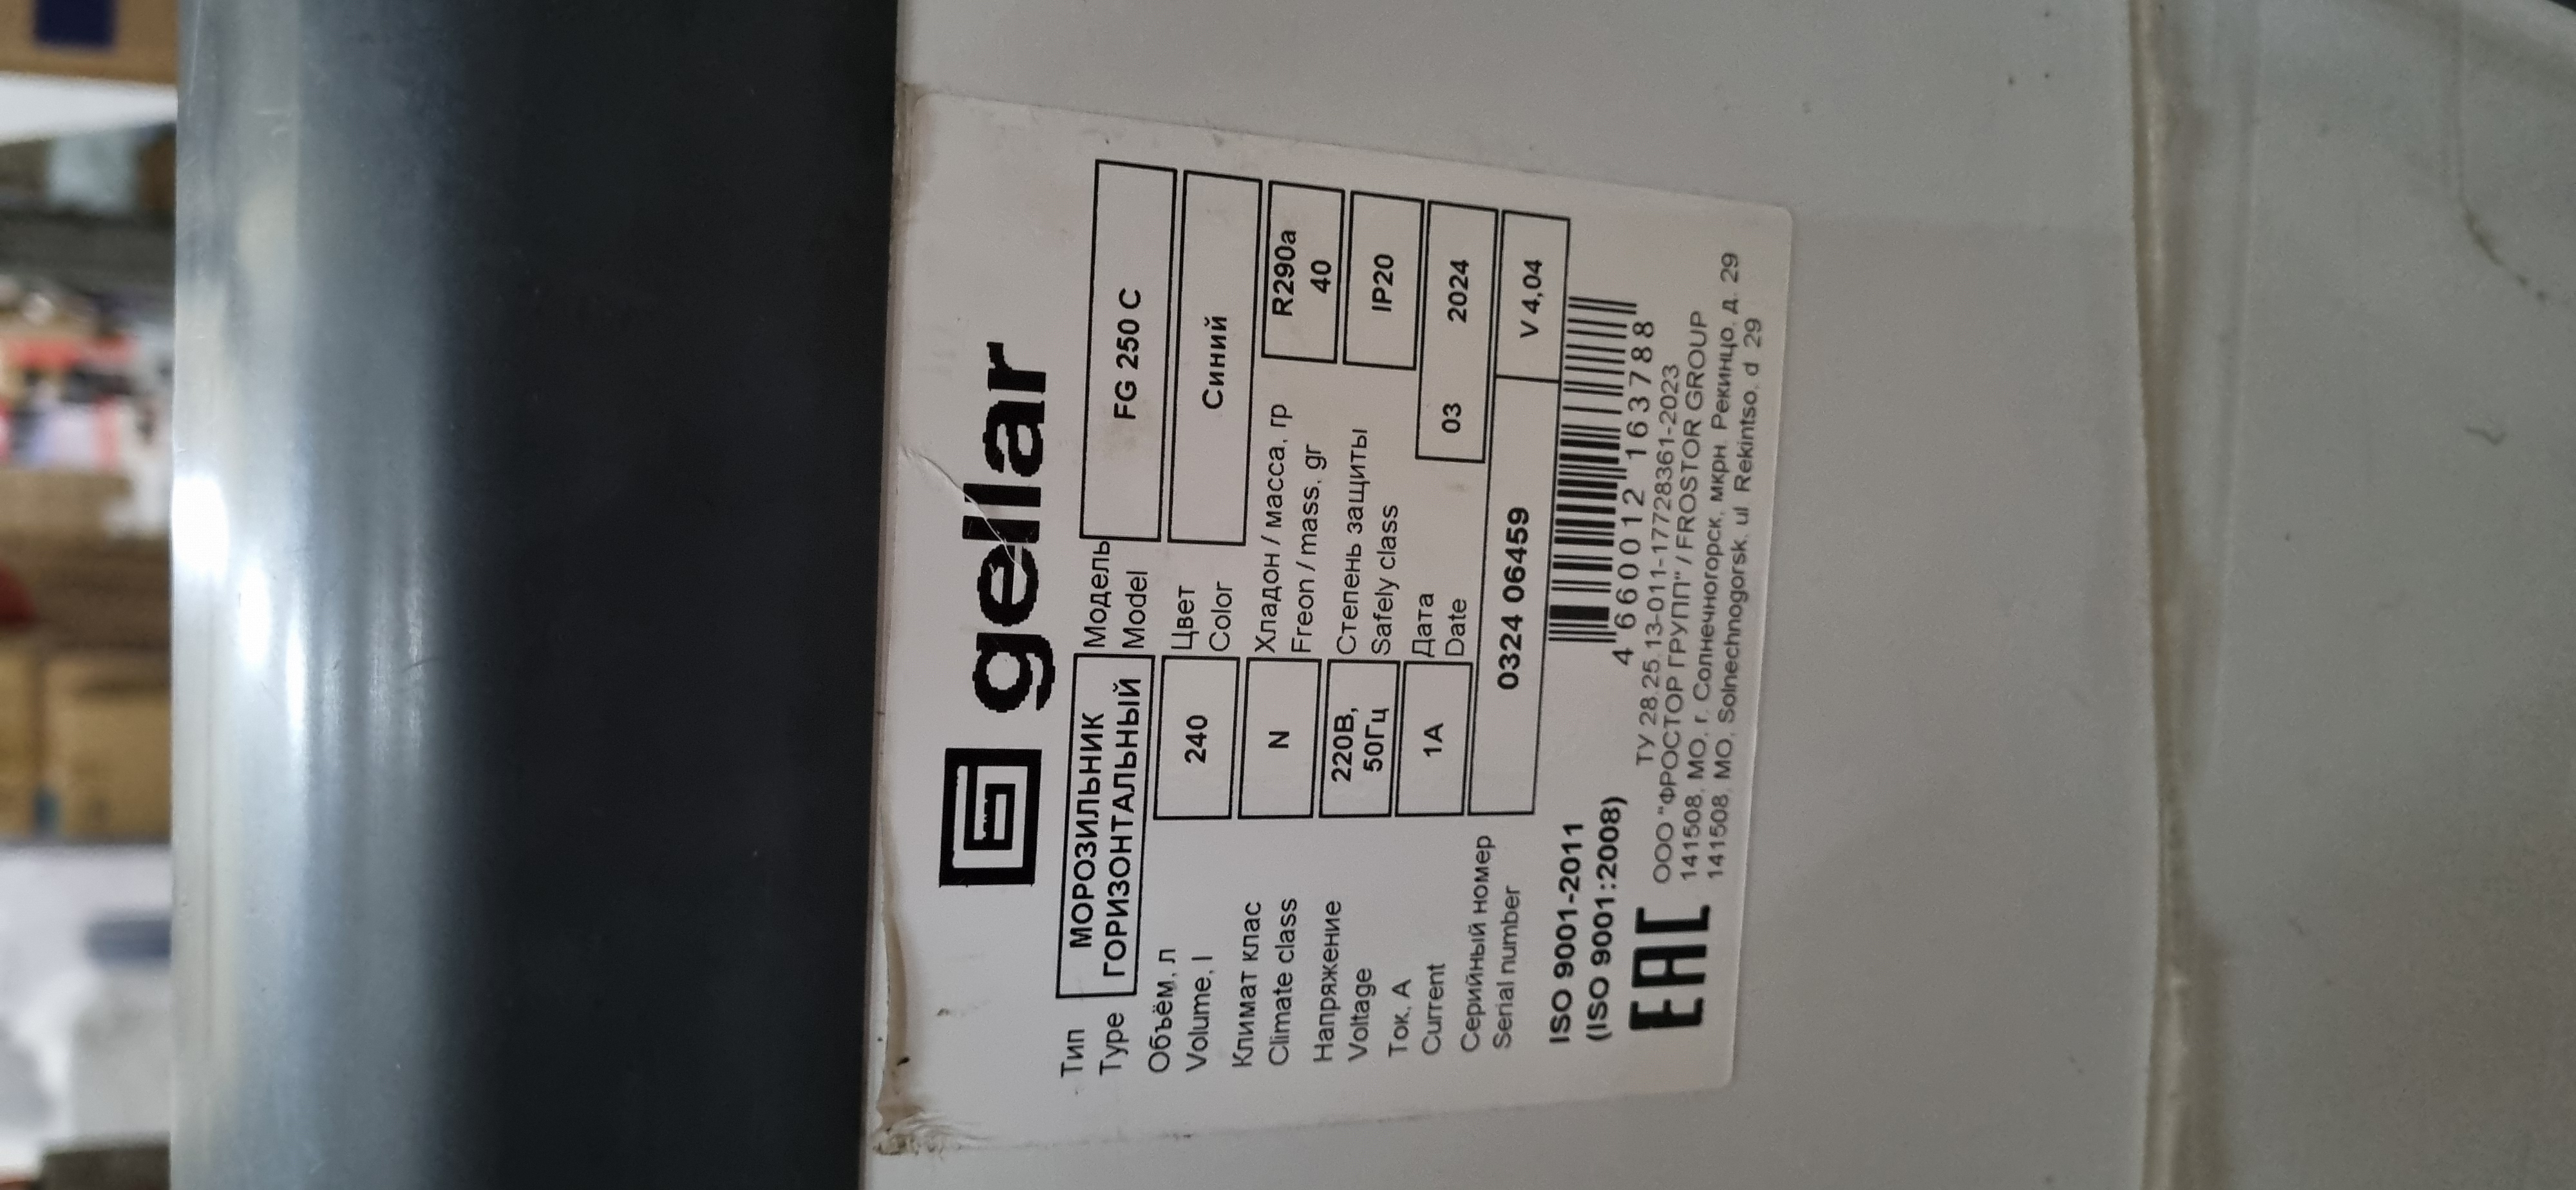 gellar
Тип МОРОЗИЛЬНИК Модель
Type ГОРИЗОНТАЛЬНЫЙ Model FG 250 C
Объём, л Цвет
Volume, l 240 Color Синий
Климат клас Хладон / масса, гр R290a
Climate class N Freon / mass, gr 40
Напряжение 220В, Степень защиты
Voltage 50Гц Safely class IP20
Ток, А Дата
Current 1А Date 03 2024
Серийный номер
Serial number 0324 06459 V 4,04
ISO 9001-2011
(ISO 9001:2008)
4 660012 163788
ТУ 28.25.13-011-17728361-2023
ООО "ФРОСТОР ГРУПП" / FROSTOR GROUP
141508, МО, г. Солнечногорск, мкрн. Рекинцо, д. 29
141508, MO, Solnechnogorsk, ul. Rekintso, d 29
EAC